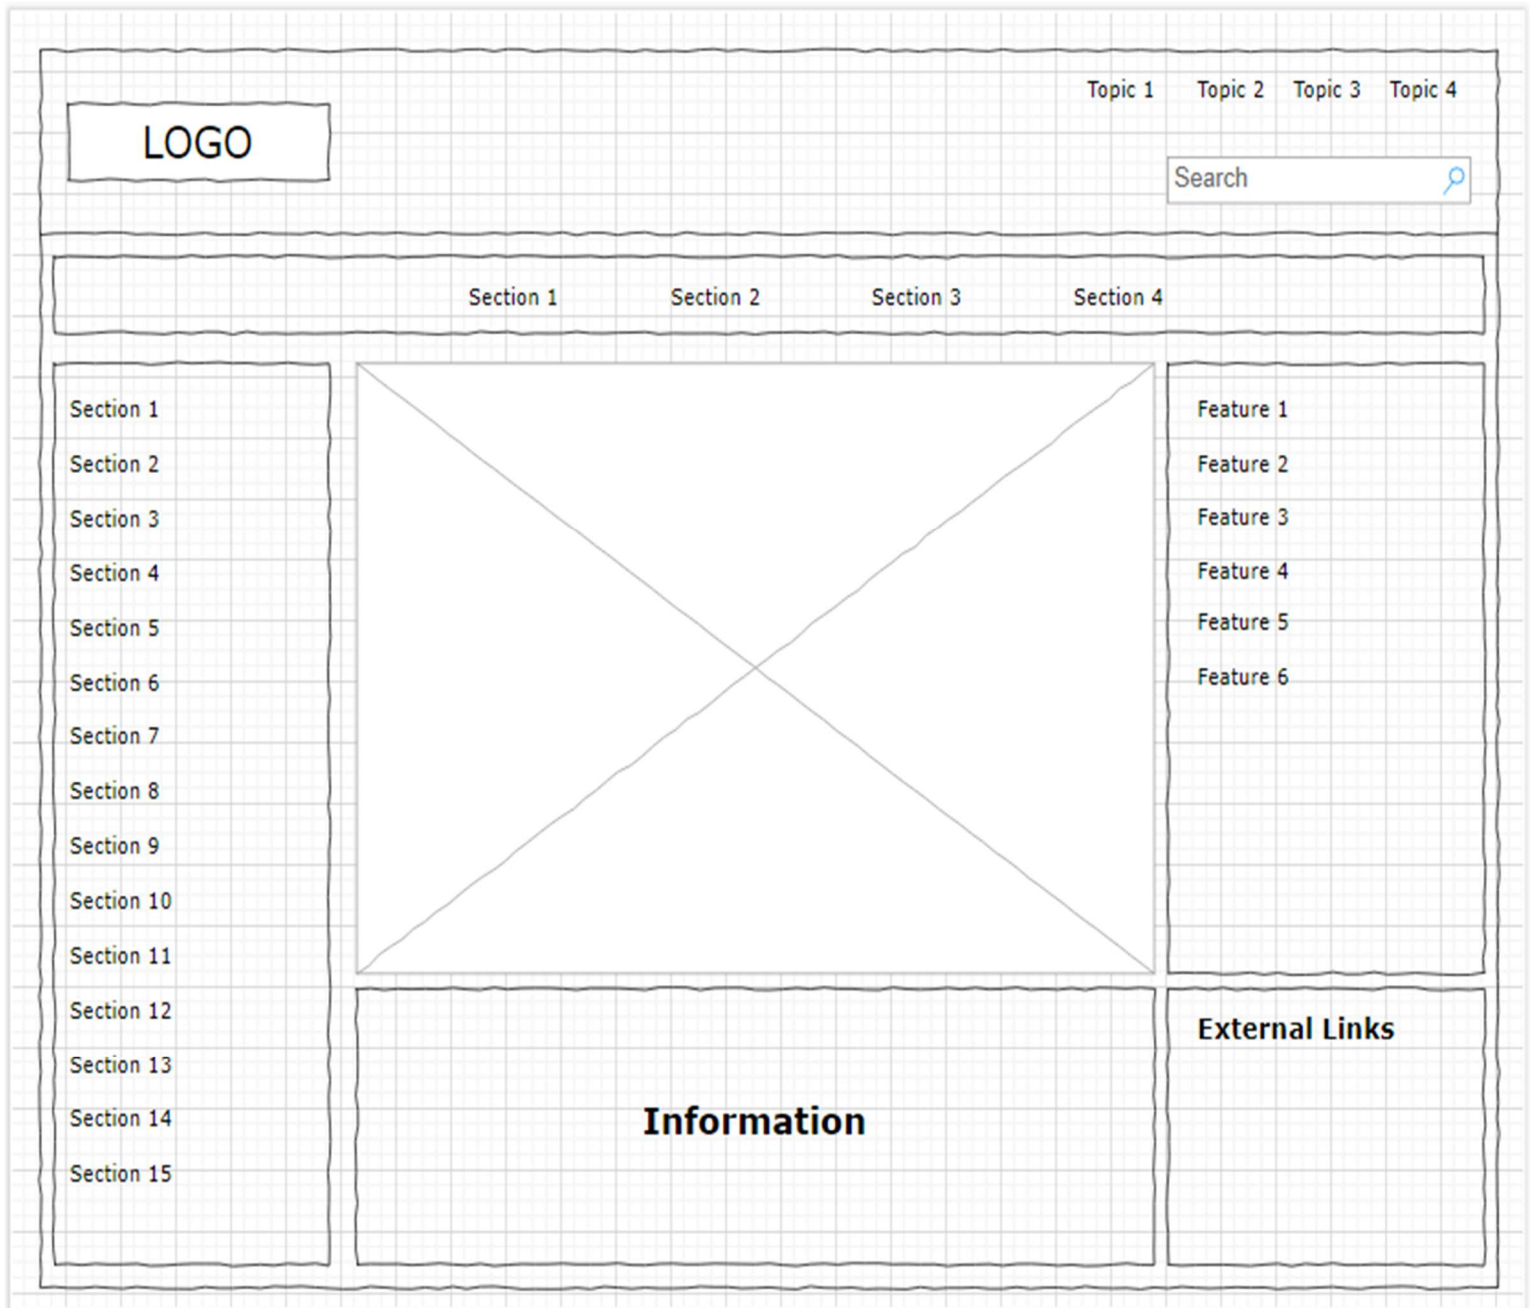 Topic 1 Topic 2 Topic 3 Topic 4
LOGO
Search
Section 1 Section 2 Section 3 Section 4
Section 1
Section 2
Section 3
Section 4
Section 5
Section 6
Section 7
Section 8
Section 9
Section 10
Section 11
Section 12
Section 13
Section 14
Section 15
Feature 1
Feature 2
Feature 3
Feature 4
Feature 5
Feature 6
Information
External Links